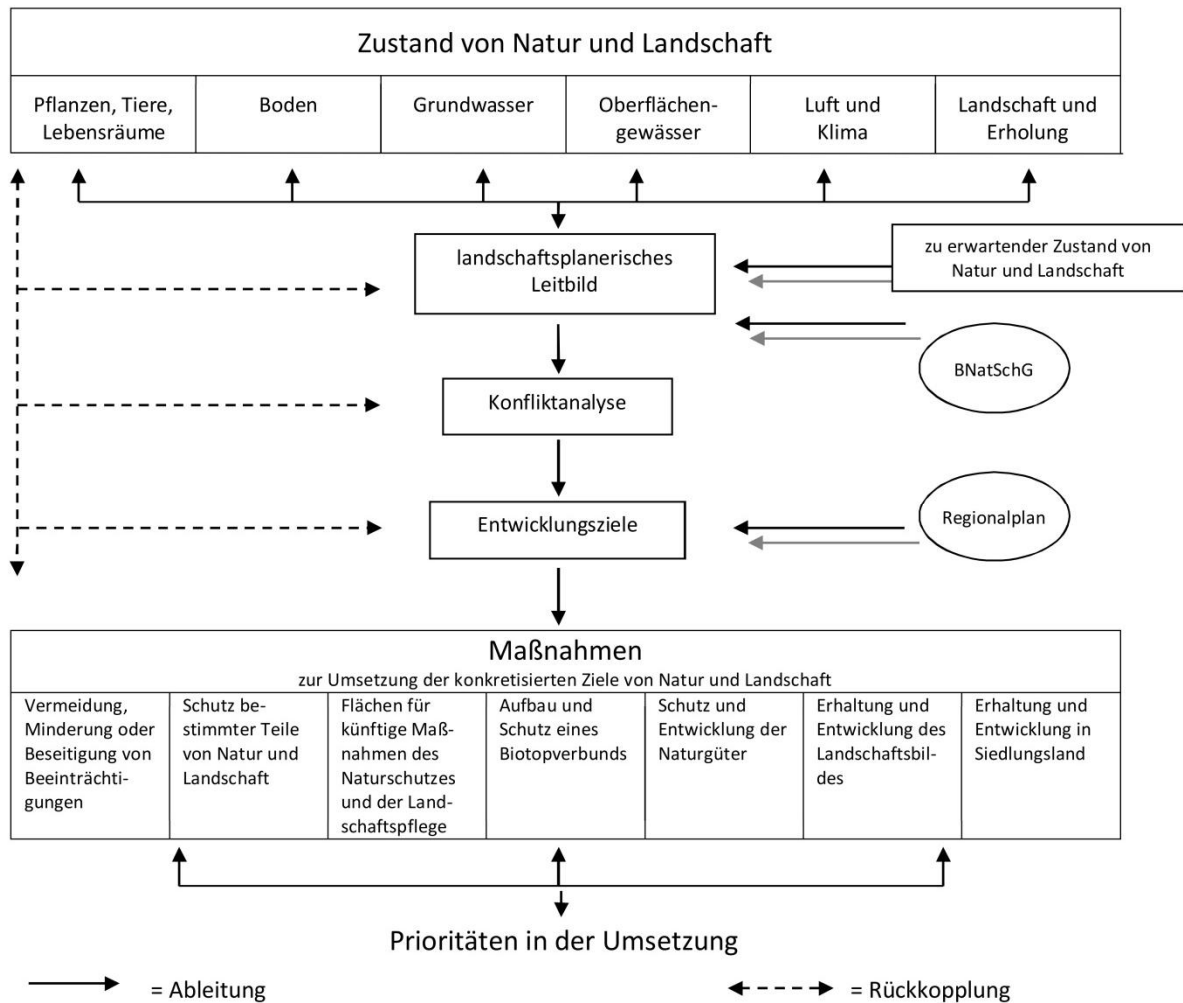 Zustand von Natur und Landschaft
Pflanzen, Tiere,
Lebensräume
Boden
Grundwasser
Oberflächen-
gewässer
Luft und
Klima
Landschaft und
Erholung
landschaftsplanerisches
Leitbild
zu erwartender Zustand von
Natur und Landschaft
BNatSchG
Konfliktanalyse
Entwicklungsziele
Regionalplan
Maßnahmen
zur Umsetzung der konkretisierten Ziele von Natur und Landschaft
Vermeidung,
Minderung oder
Beseitigung von
Beeinträchti-
gungen
Schutz be-
stimmter Teile
von Natur und
Landschaft
Flächen für
künftige Maß-
nahmen des
Naturschutzes
und der Land-
schaftspflege
Aufbau und
Schutz eines
Biotopverbunds
Schutz und
Entwicklung der
Naturgüter
Erhaltung und
Entwicklung des
Landschaftsbil-
des
Erhaltung und
Entwicklung in
Siedlungsland
Prioritäten in der Umsetzung
= Ableitung
= Rückkopplung